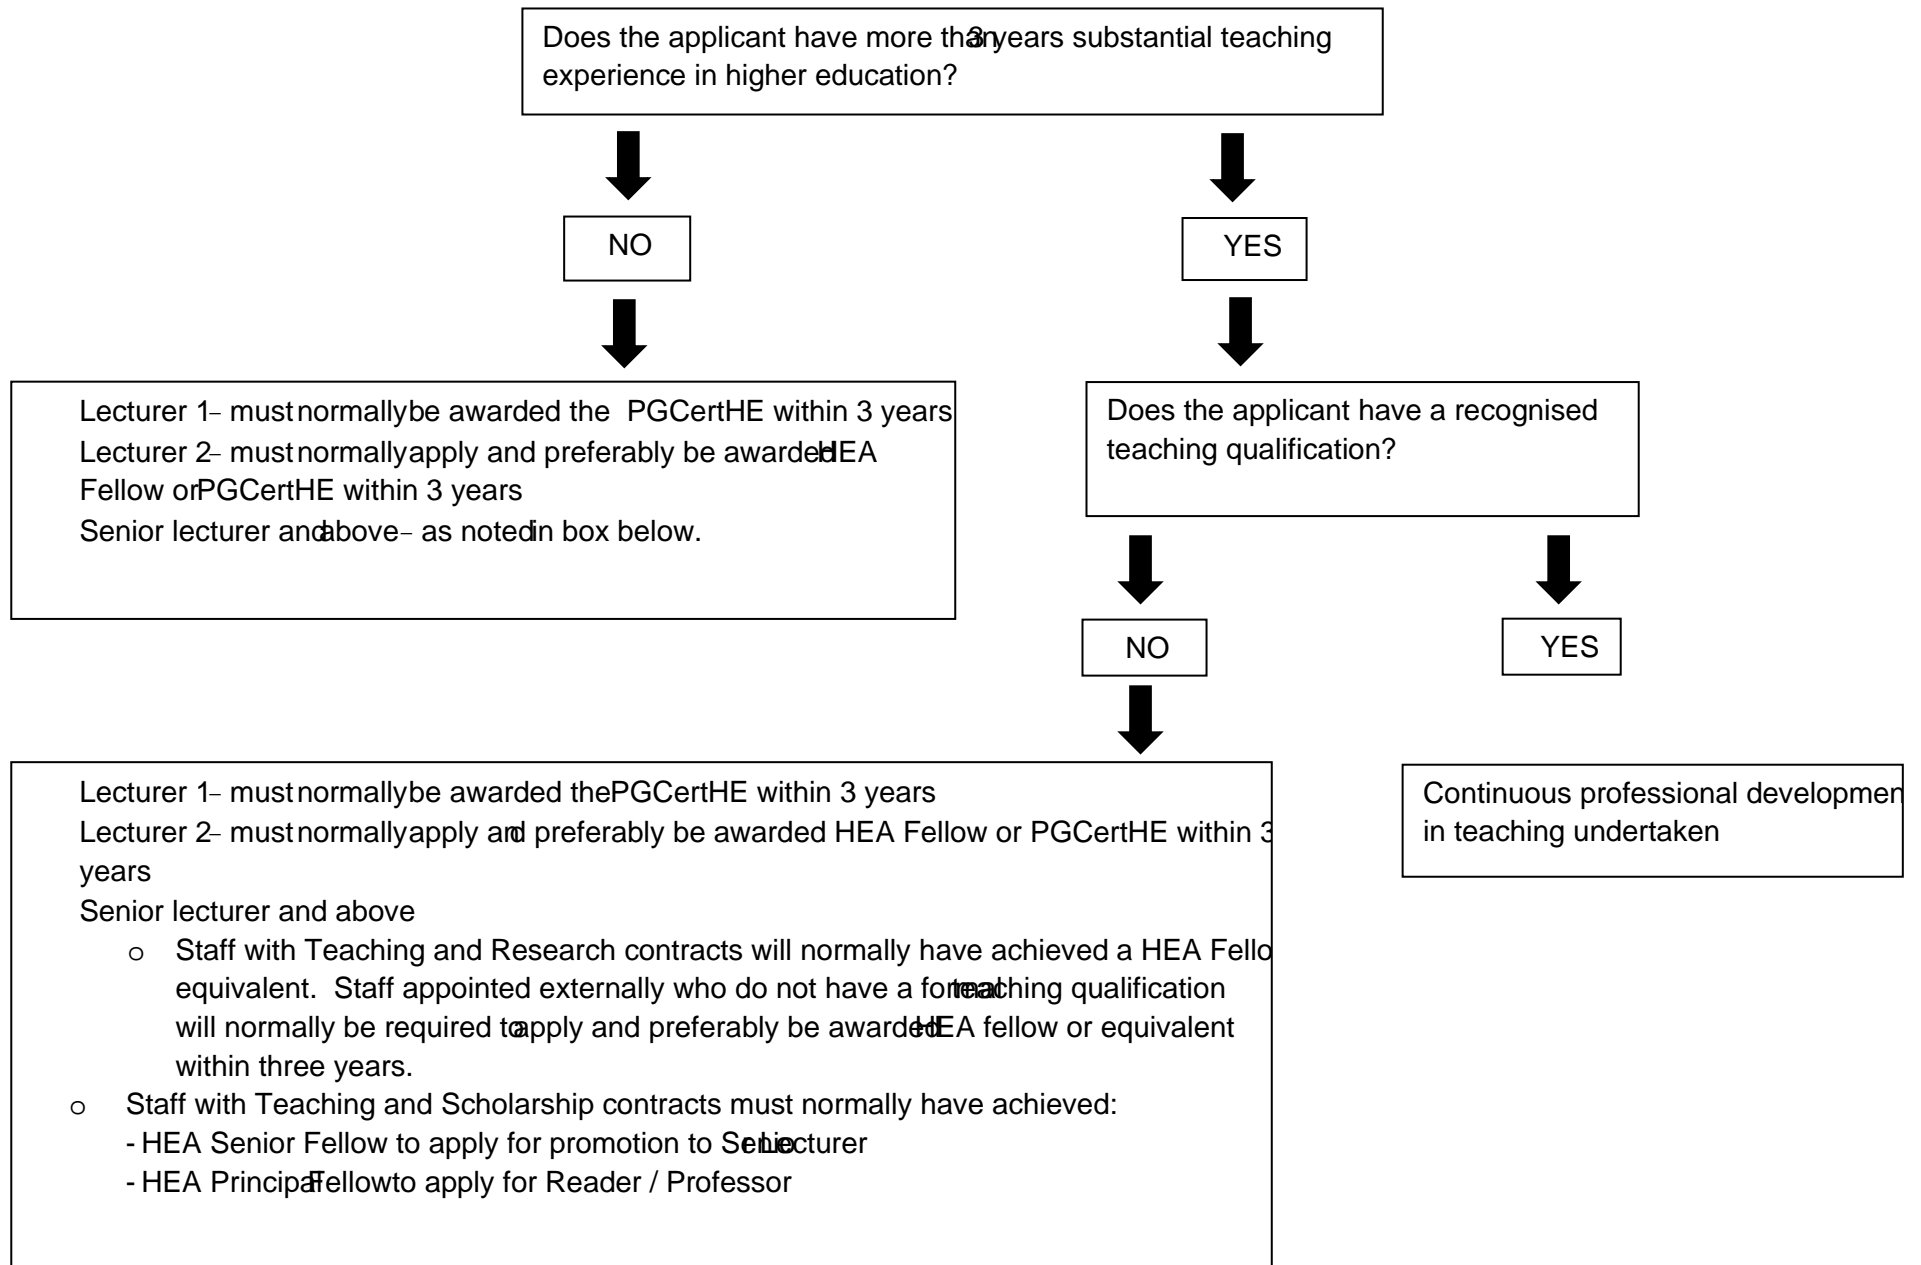 Does the applicant have more than 3 years substantial teaching
experience in higher education?
NO
YES
Lecturer 1– must normally be awarded the PGCertHE within 3 years
Lecturer 2– must normally apply and preferably be awarded HEA
Fellow or PGCertHE within 3 years
Senior lecturer and above – as noted in box below.
Does the applicant have a recognised
teaching qualification?
NO
YES
Lecturer 1– must normally be awarded the PGCertHE within 3 years
Lecturer 2– must normally apply and preferably be awarded HEA Fellow or PGCertHE within 3
years
Senior lecturer and above
o Staff with Teaching and Research contracts will normally have achieved a HEA Fello
equivalent. Staff appointed externally who do not have a formal teaching qualification
will normally be required to apply and preferably be awarded HEA fellow or equivalent
within three years.
o Staff with Teaching and Scholarship contracts must normally have achieved:
- HEA Senior Fellow to apply for promotion to Senior Lecturer
- HEA Principal Fellow to apply for Reader / Professor
Continuous professional developmen
in teaching undertaken